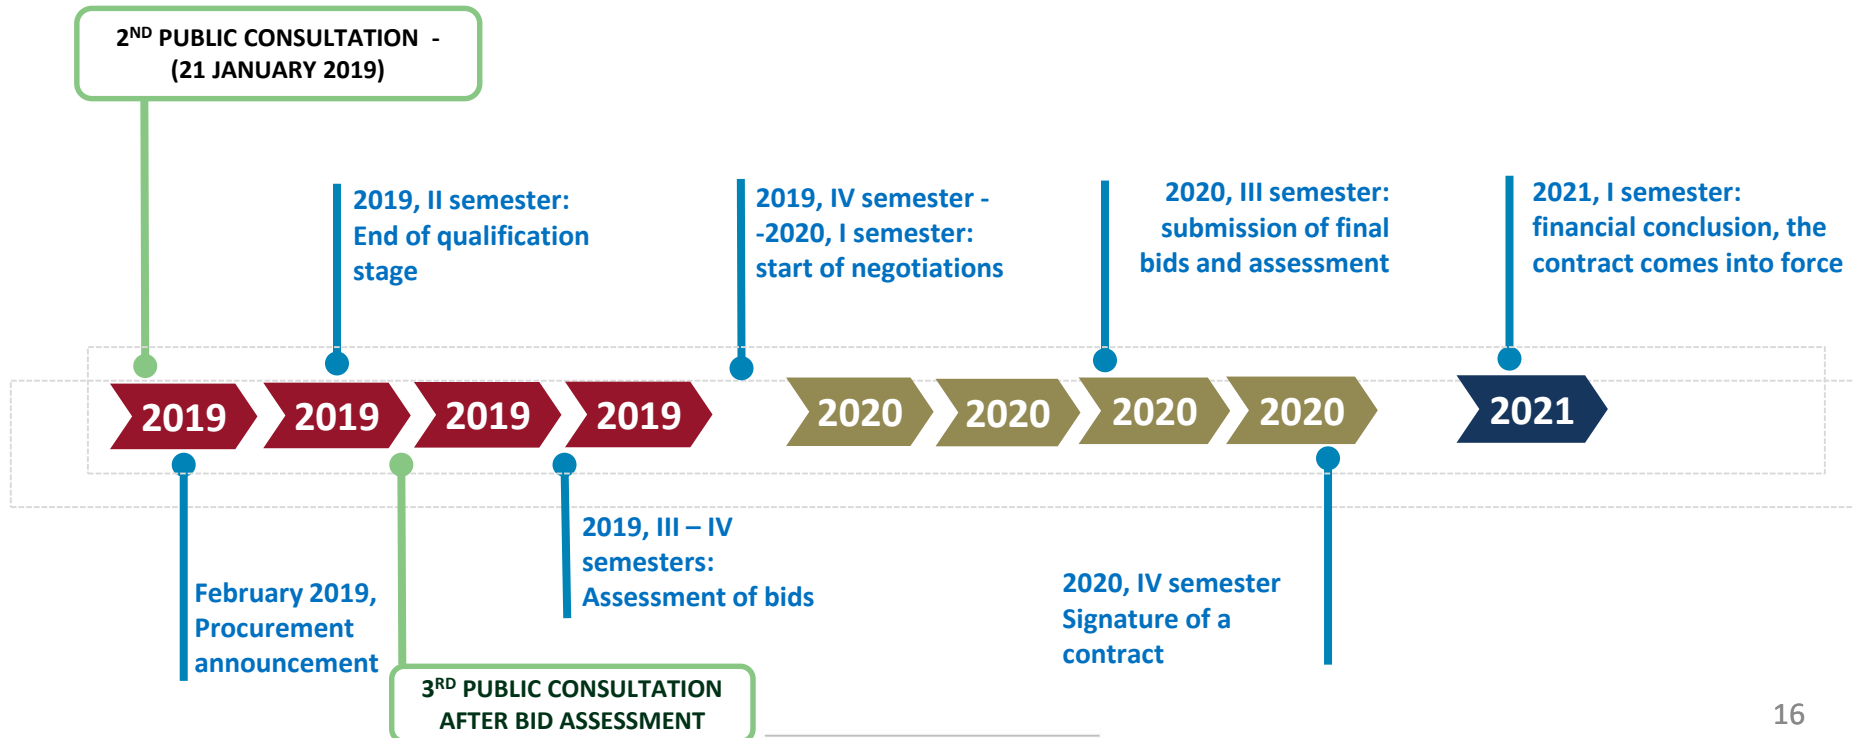 2ND PUBLIC CONSULTATION -
(21 JANUARY 2019)
2019, II semester:
End of qualification
stage
2019, IV semester -
-2020, I semester:
start of negotiations
2020, III semester:
submission of final
bids and assessment
2021, I semester:
financial conclusion, the
contract comes into force
2019
2019
2019
2019
2020
2020
2020
2020
2021
February 2019,
Procurement
announcement
2019, III – IV
semesters:
Assessment of bids
2020, IV semester
Signature of a
contract
3RD PUBLIC CONSULTATION
AFTER BID ASSESSMENT
16